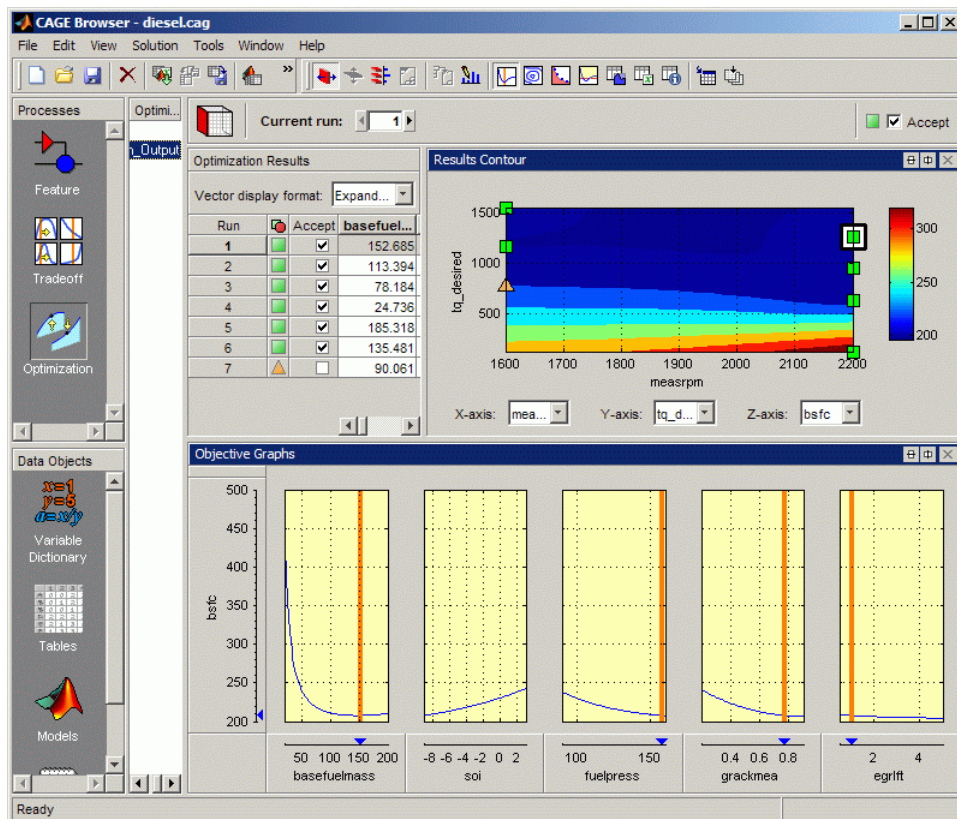 CAGE Browser - diesel.cag
File Edit View Solution Tools Window Help
»
Processes
Feature
Tradeoff
Optimization
Optimi...
n_Output
Current run: 1
Accept
Optimization Results
Vector display format: Expand...
Run Accept basefuel...
1 152.685
2 113.394
3 78.184
4 24.736
5 185.318
6 135.481
7 90.061
Results Contour
1500
1000
500
tq_desired
1600 1700 1800 1900 2000 2100 2200
measrpm
300
250
200
X-axis: mea... Y-axis: tq_d... Z-axis: bsfc
Data Objects
x=1
y=5
a=x/y
Variable
Dictionary
Tables
Models
Objective Graphs
500
450
400
350
300
250
200
bsfc
50 100 150 200
basefuelmass
-8 -6 -4 -2 0 2
soi
100 150
fuelpress
0.4 0.6 0.8
grackmea
2 4
egrlft
Ready